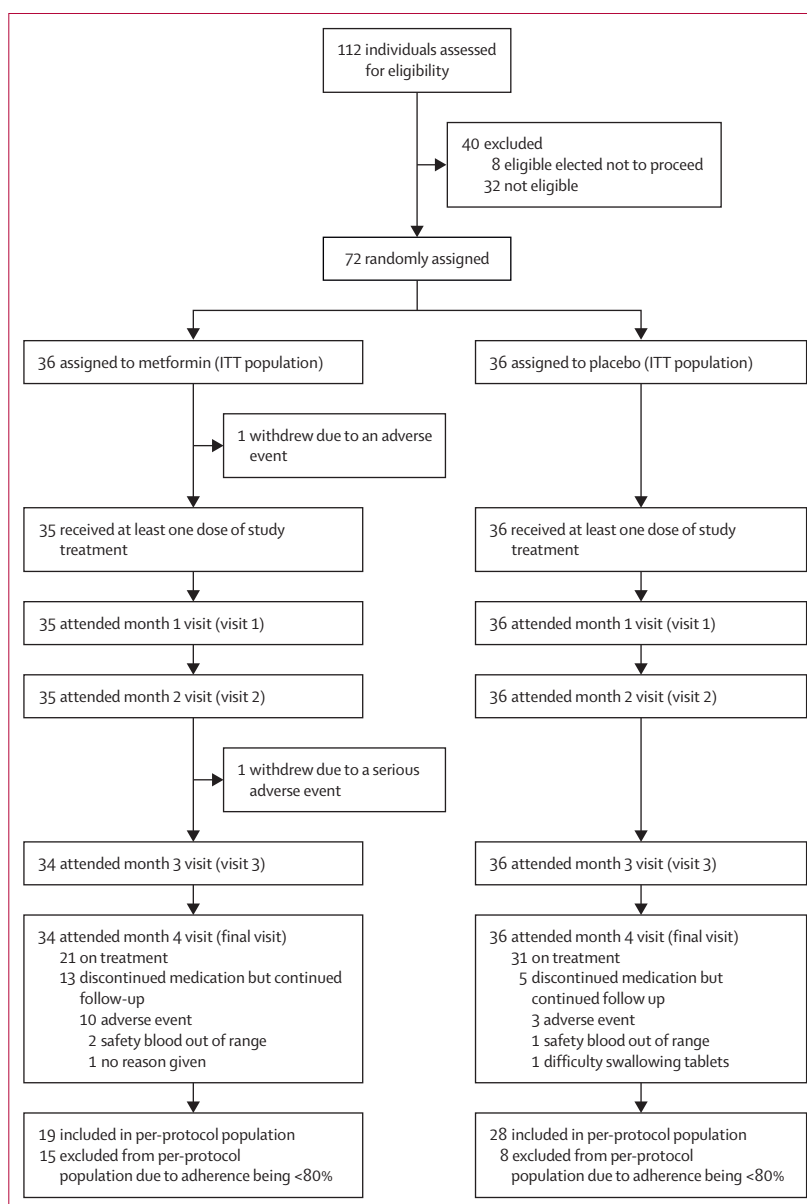 112 individuals assessed
for eligibility
40 excluded
8 eligible elected not to proceed
32 not eligible
72 randomly assigned
36 assigned to metformin (ITT population)
36 assigned to placebo (ITT population)
1 withdrew due to an adverse
event
35 received at least one dose of study
treatment
36 received at least one dose of study
treatment
35 attended month 1 visit (visit 1)
36 attended month 1 visit (visit 1)
35 attended month 2 visit (visit 2)
36 attended month 2 visit (visit 2)
1 withdrew due to a serious
adverse event
34 attended month 3 visit (visit 3)
36 attended month 3 visit (visit 3)
34 attended month 4 visit (final visit)
21 on treatment
13 discontinued medication but continued
follow-up
10 adverse event
2 safety blood out of range
1 no reason given
36 attended month 4 visit (final visit)
31 on treatment
5 discontinued medication but
continued follow up
3 adverse event
1 safety blood out of range
1 difficulty swallowing tablets
19 included in per-protocol population
15 excluded from per-protocol
population due to adherence being <80%
28 included in per-protocol population
8 excluded from per-protocol
population due to adherence being <80%